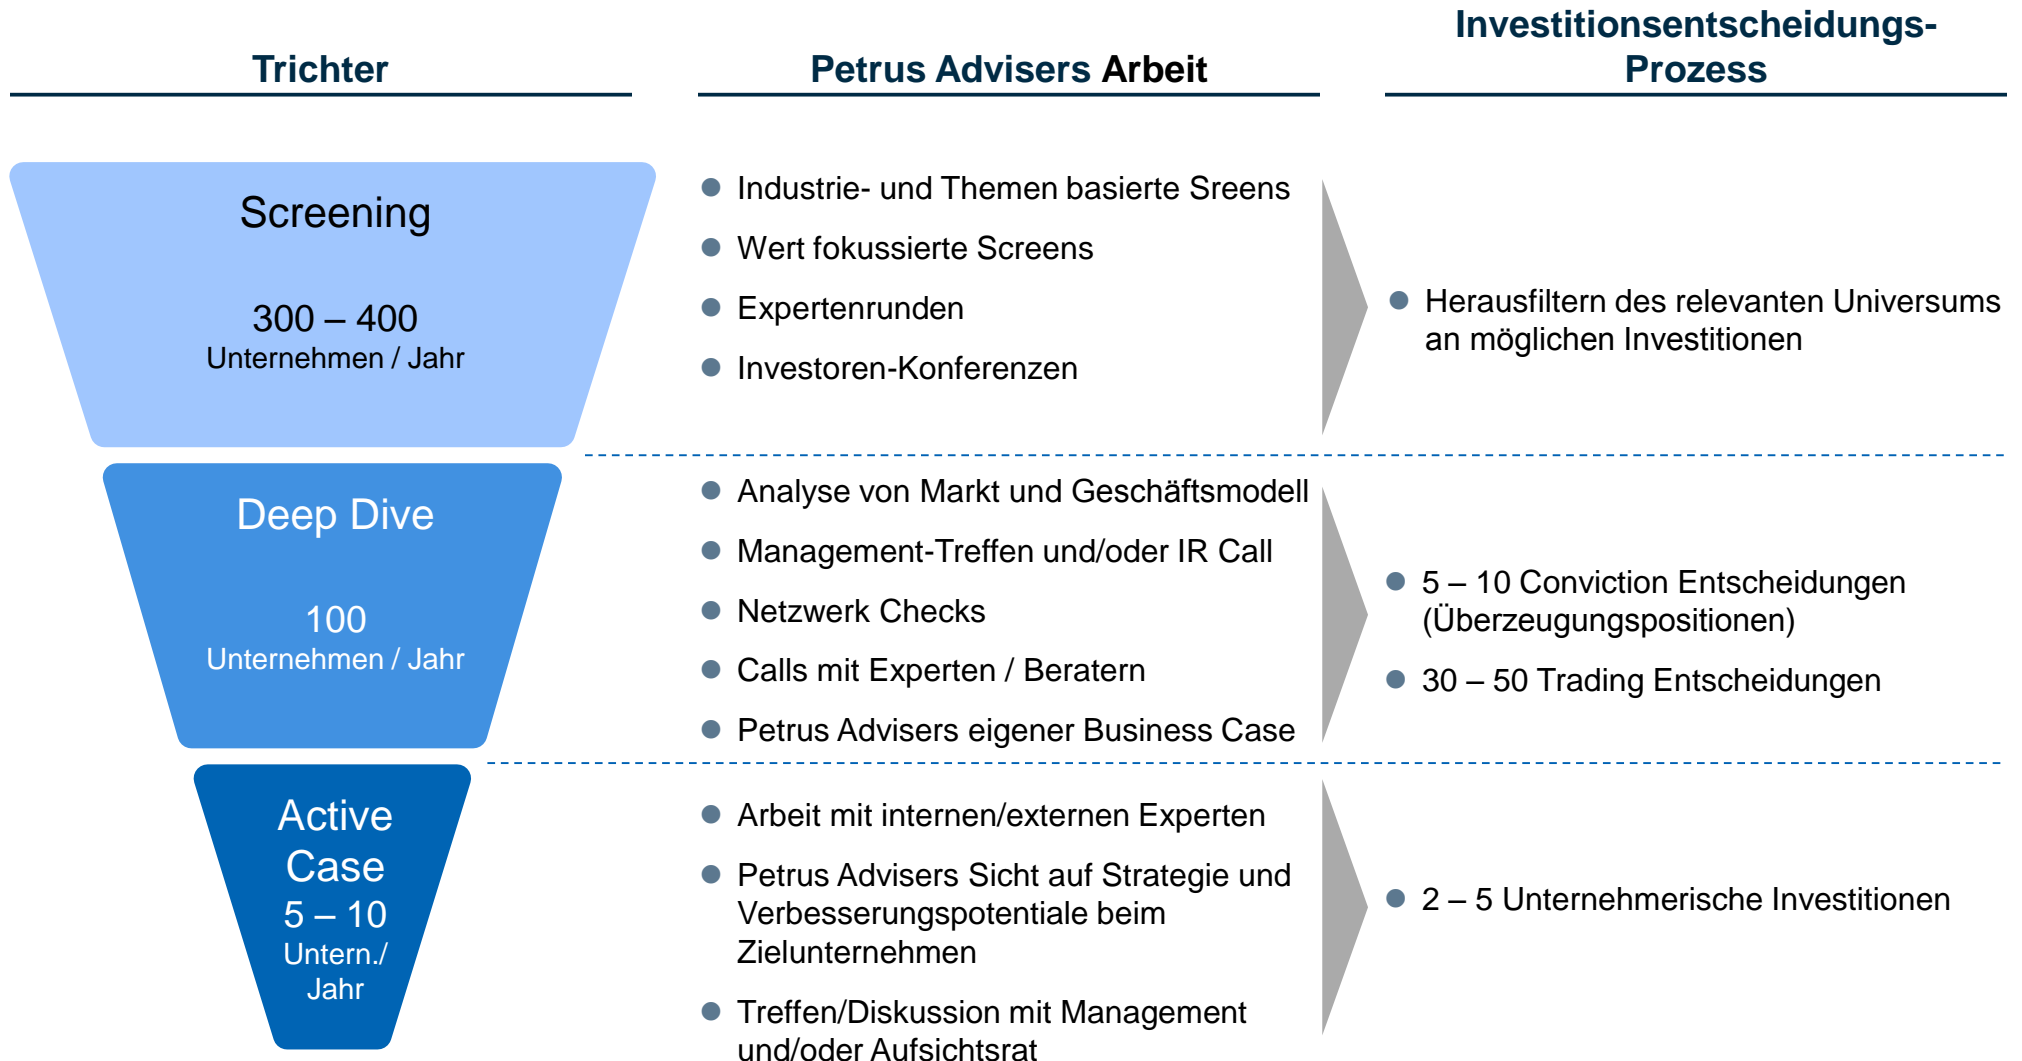 Trichter
Petrus Advisers Arbeit
Investitionsentscheidungs-
Prozess
Screening
300 – 400
Unternehmen / Jahr
Industrie- und Themen basierte Sreens
Wert fokussierte Screens
Expertenrunden
Investoren-Konferenzen
Herausfiltern des relevanten Universums
an möglichen Investitionen
Deep Dive
100
Unternehmen / Jahr
Analyse von Markt und Geschäftsmodell
Management-Treffen und/oder IR Call
Netzwerk Checks
Calls mit Experten / Beratern
Petrus Advisers eigener Business Case
5 – 10 Conviction Entscheidungen
(Überzeugungspositionen)
30 – 50 Trading Entscheidungen
Active
Case
5 – 10
Untern./
Jahr
Arbeit mit internen/externen Experten
Petrus Advisers Sicht auf Strategie und
Verbesserungspotentiale beim
Zielunternehmen
Treffen/Diskussion mit Management
und/oder Aufsichtsrat
2 – 5 Unternehmerische Investitionen